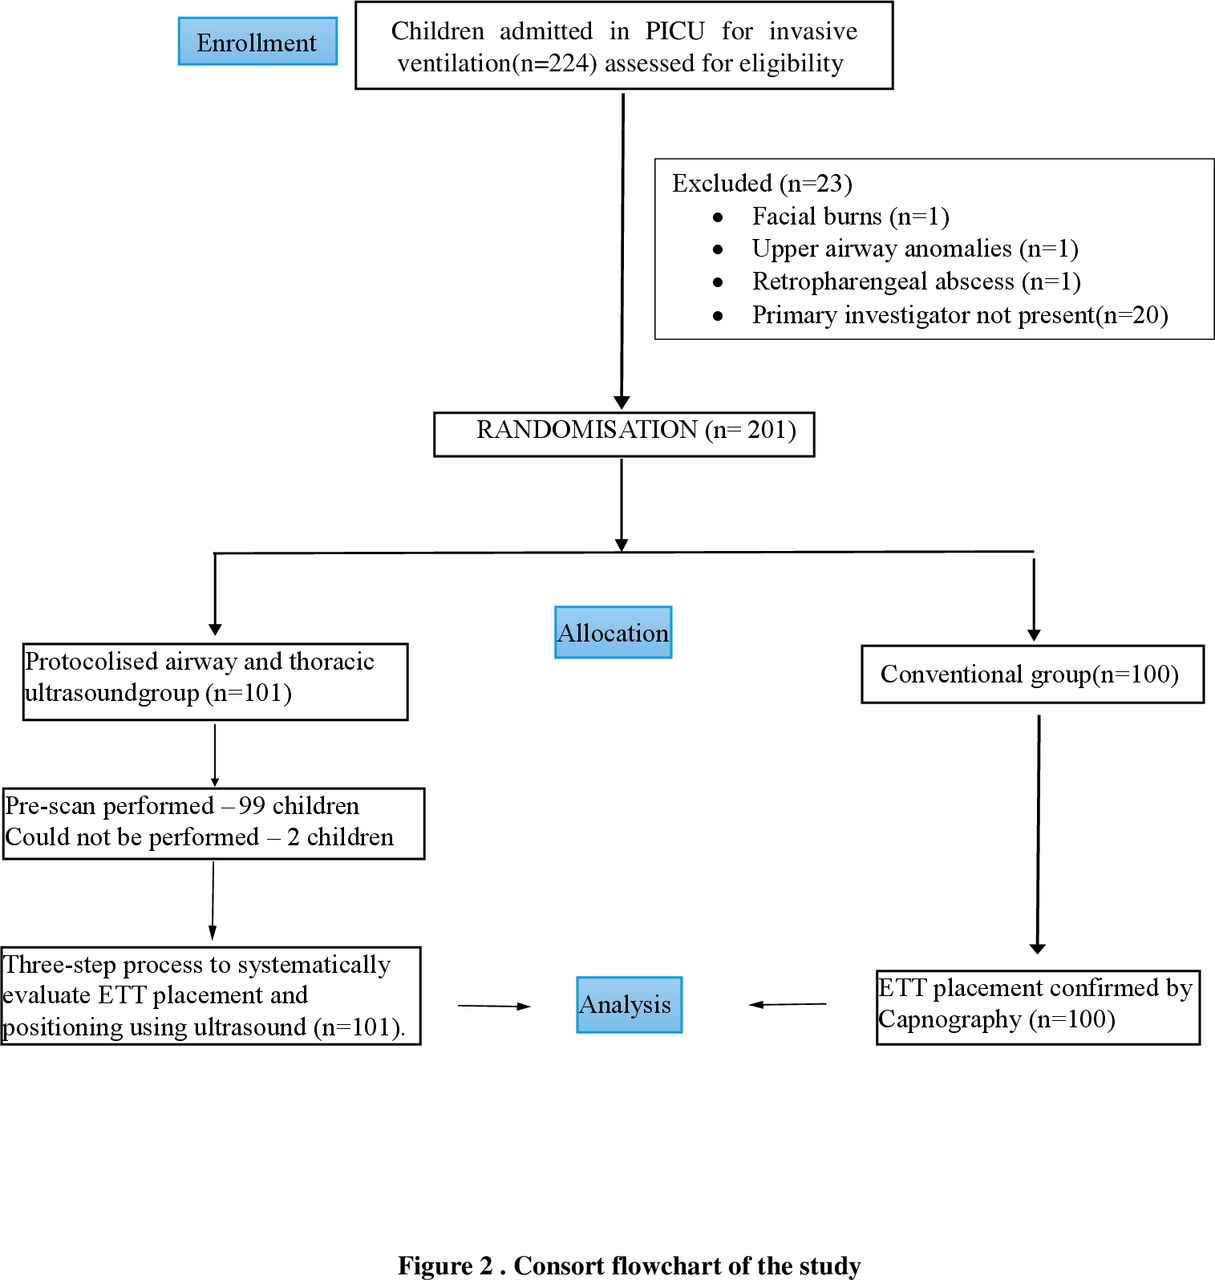 Enrollment
Children admitted in PICU for invasive
ventilation(n=224) assessed for eligibility
Excluded (n=23)
• Facial burns (n=1)
• Upper airway anomalies (n=1)
• Retropharengeal abscess (n=1)
• Primary investigator not present(n=20)
RANDOMISATION (n= 201)
Allocation
Protocolised airway and thoracic
ultrasoundgroup (n=101)
Conventional group(n=100)
Pre-scan performed – 99 children
Could not be performed – 2 children
Three-step process to systematically
evaluate ETT placement and
positioning using ultrasound (n=101).
Analysis
ETT placement confirmed by
Capnography (n=100)
Figure 2 . Consort flowchart of the study